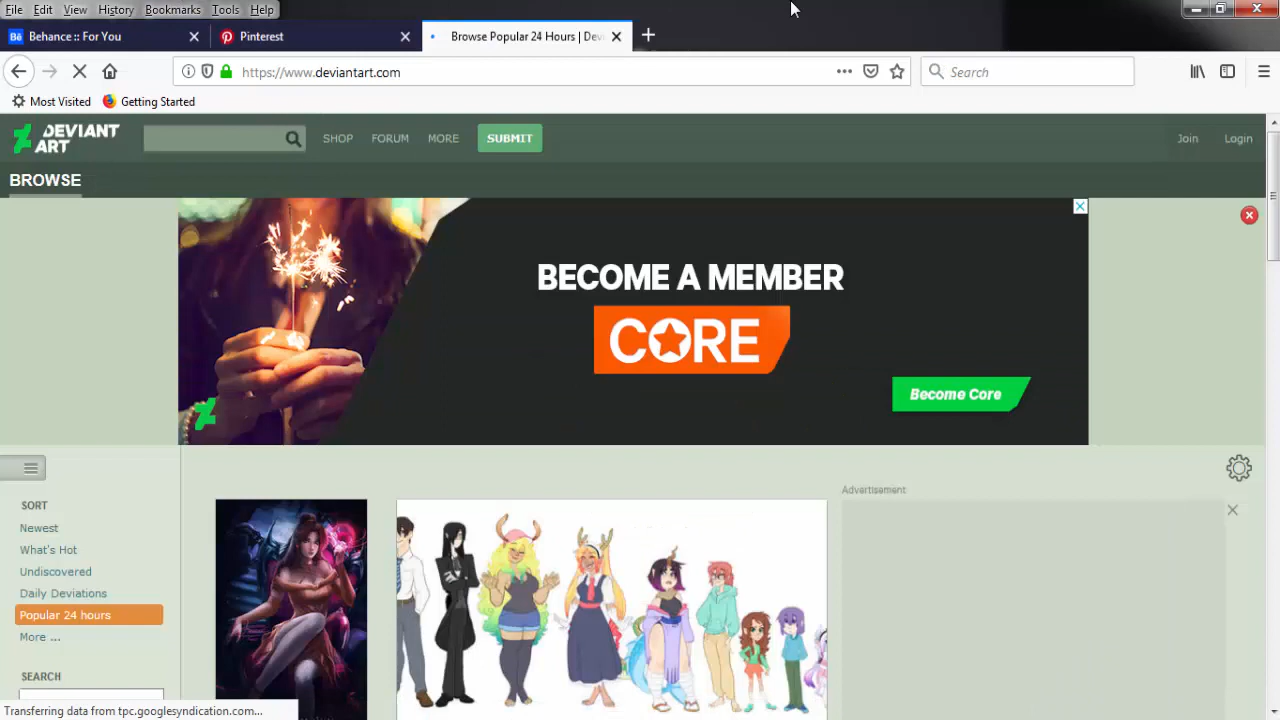 File Edit View History Bookmarks Tools Help
Bē Behance :: For You
Pinterest
Browse Popular 24 Hours | Devi
https://www.deviantart.com
Search
Most Visited Getting Started
DEVIANT ART
SHOP FORUM MORE SUBMIT Join Login
BROWSE
BECOME A MEMBER
CORE
Become Core
Advertisement
SORT
Newest
What's Hot
Undiscovered
Daily Deviations
Popular 24 hours
More ...
SEARCH
Transferring data from tpc.googlesyndication.com...